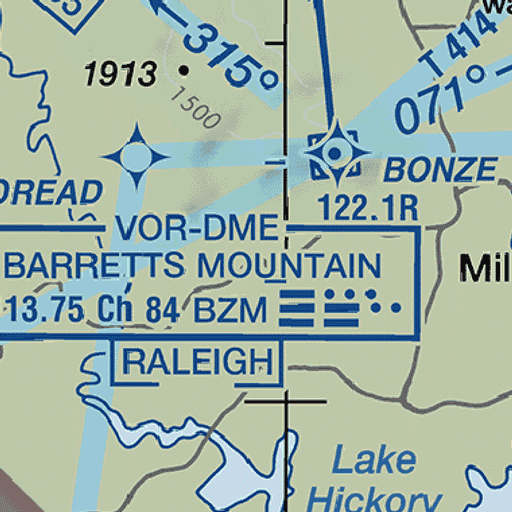 315°
T 414
1913
1500
071°
DREAD
BONZE
122.1R
VOR-DME
BARRETTS MOUNTAIN
Mil
13.75 Ch 84 BZM
RALEIGH
Lake
Hickory